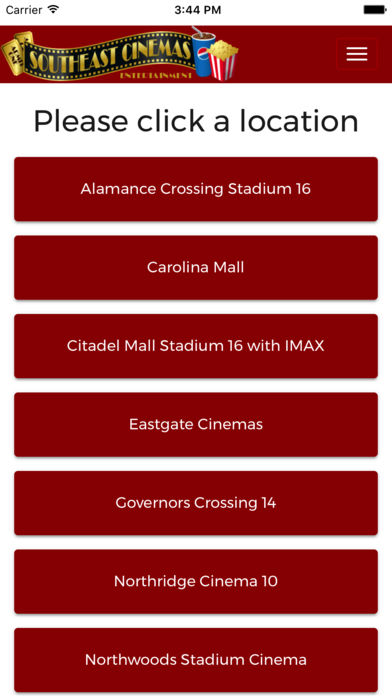 Carrier 3:44 PM
SOUTHEAST CINEMAS
ENTERTAINMENT
Please click a location
Alamance Crossing Stadium 16
Carolina Mall
Citadel Mall Stadium 16 with IMAX
Eastgate Cinemas
Governors Crossing 14
Northridge Cinema 10
Northwoods Stadium Cinema